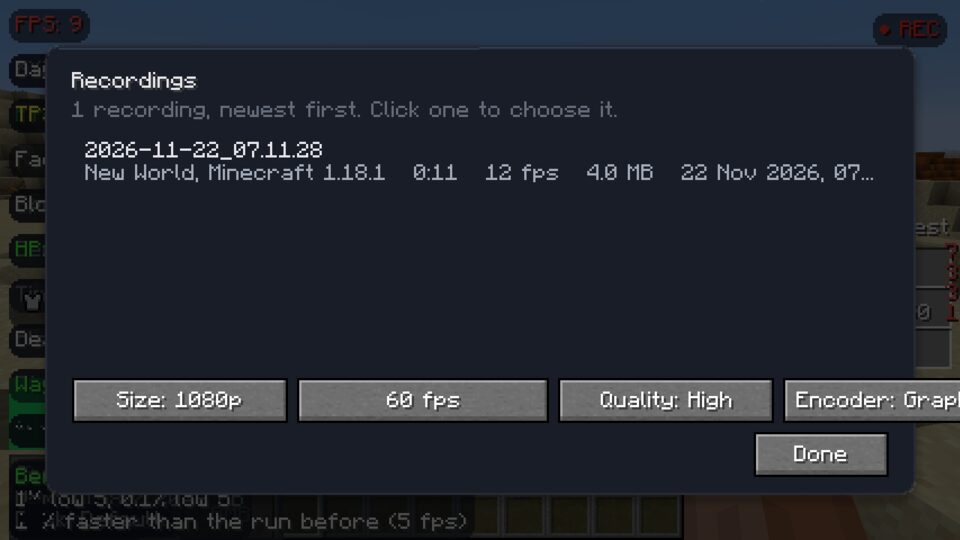 FPS: 9
REC
Recordings
1 recording, newest first. Click one to choose it.
2026-11-22_07.11.28
New World, Minecraft 1.18.1 0:11 12 fps 4.0 MB 22 Nov 2026, 07...
Size: 1080p
60 fps
Quality: High
Encoder: Graph
Done
faster than the run before (5 fps)